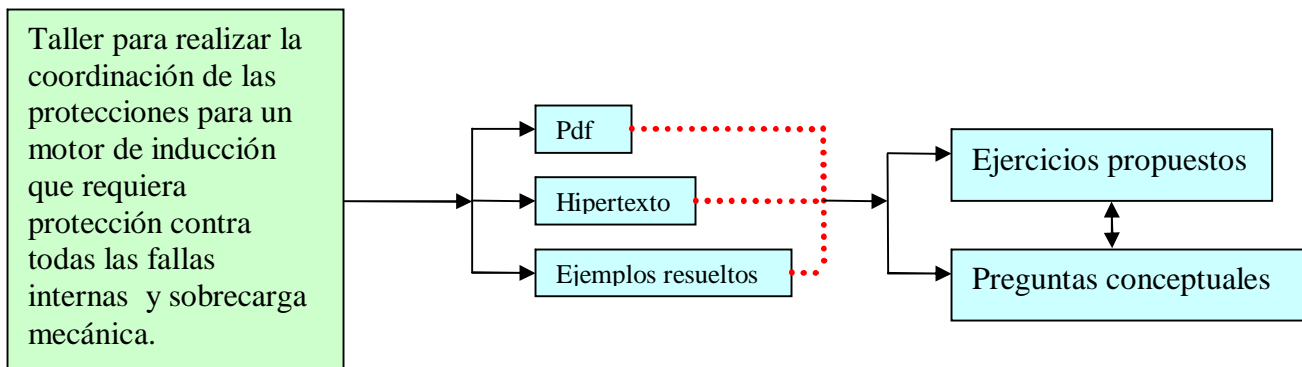 Taller para realizar la
coordinación de las
protecciones para un
motor de inducción
que requiera
protección contra
todas las fallas
internas y sobrecarga
mecánica.
Pdf
Hipertexto
Ejemplos resueltos
Ejercicios propuestos
Preguntas conceptuales